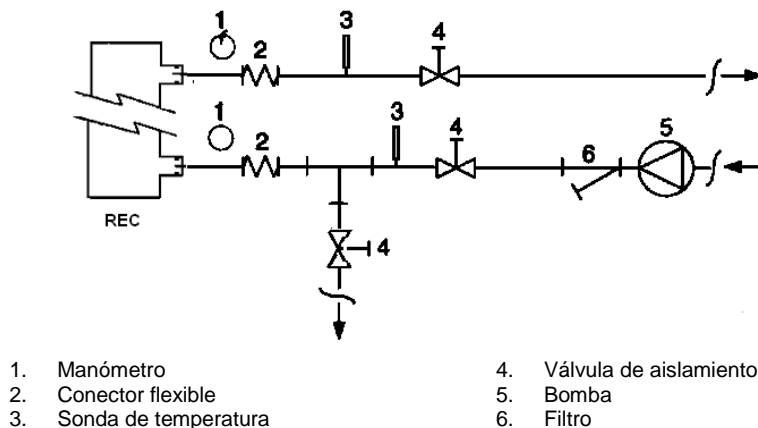 1 2 3 4
1 2 3 4 6 5
REC
4
1. Manómetro
2. Conector flexible
3. Sonda de temperatura
4. Válvula de aislamiento
5. Bomba
6. Filtro